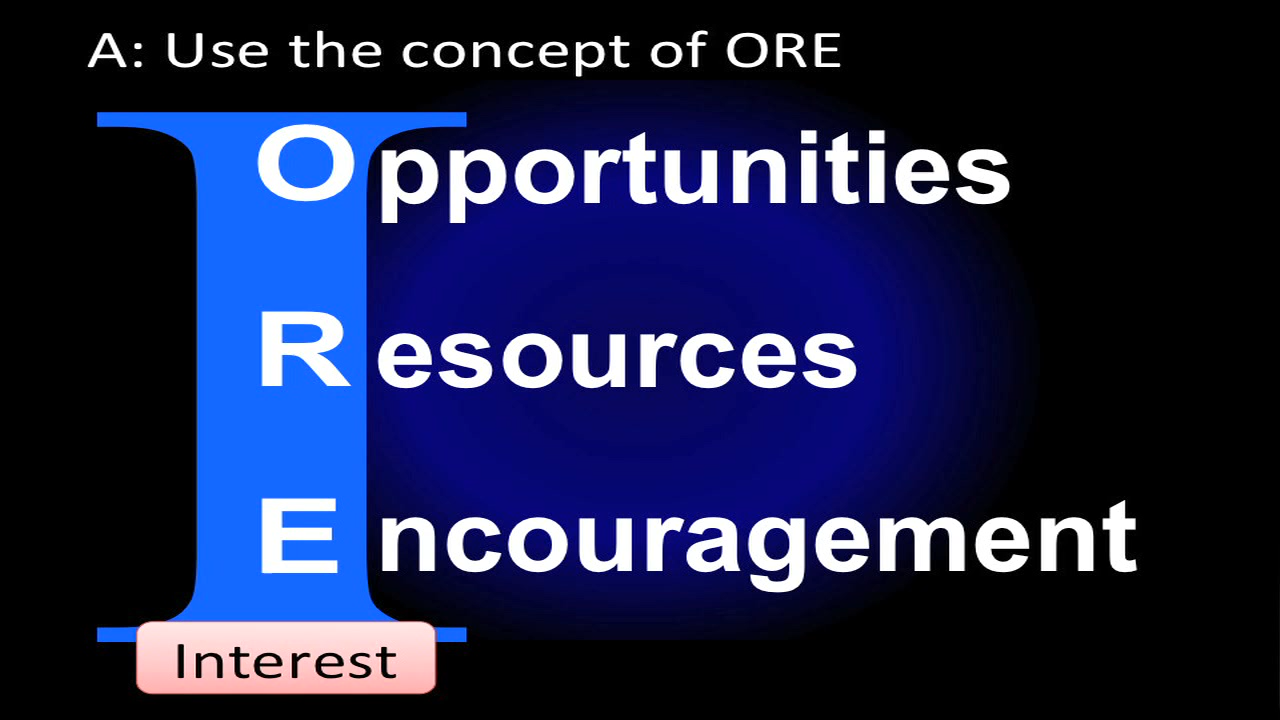 A: Use the concept of ORE
Opportunities
Resources
Encouragement
Interest